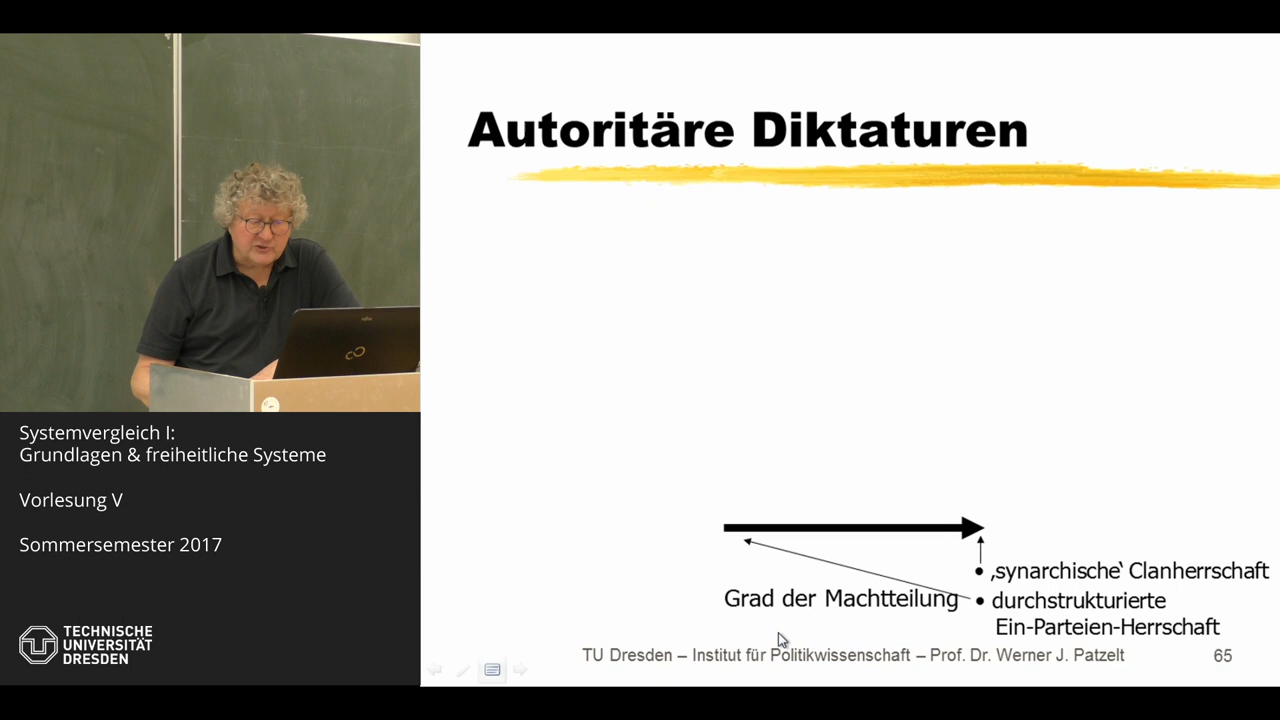 Autoritäre Diktaturen
Systemvergleich I:
Grundlagen & freiheitliche Systeme
Vorlesung V
Sommersemester 2017
TECHNISCHE
UNIVERSITÄT
DRESDEN
Grad der Machtteilung
• ‚synarchische‘ Clanherrschaft
• durchstrukturierte
Ein-Parteien-Herrschaft
TU Dresden – Institut für Politikwissenschaft – Prof. Dr. Werner J. Patzelt
65